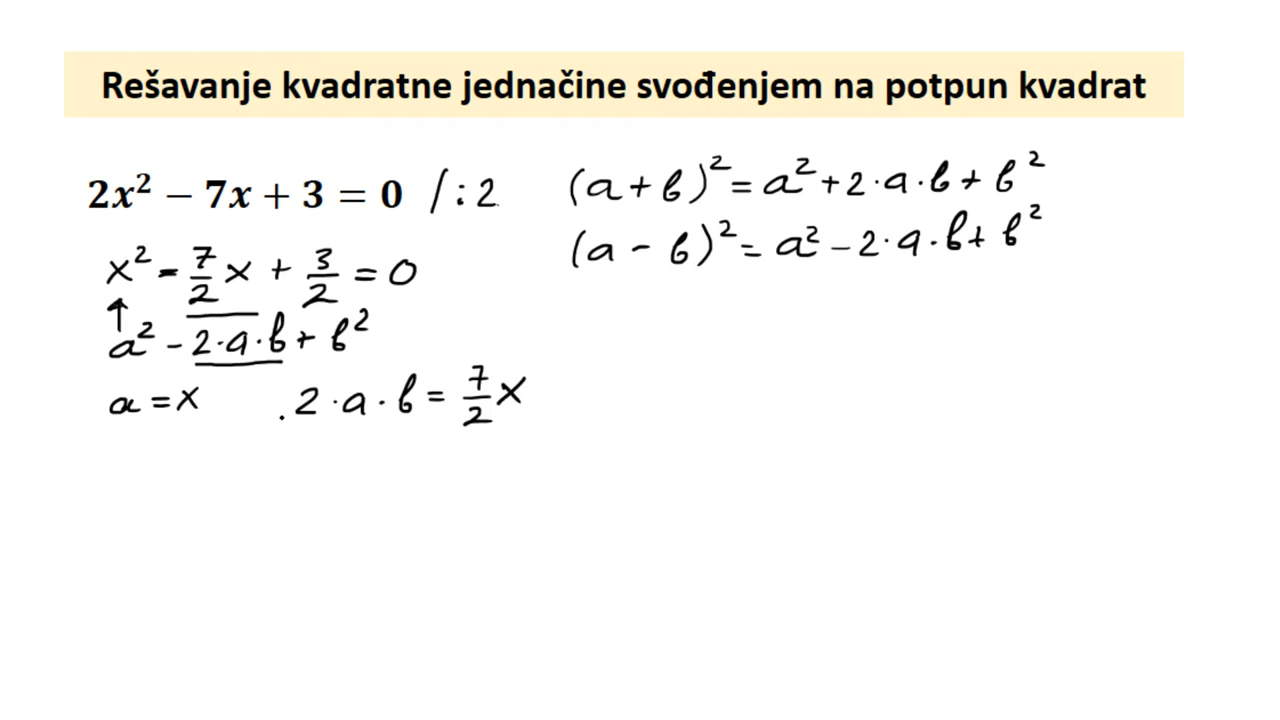 Rešavanje kvadratne jednačine svođenjem na potpun kvadrat
2x² − 7x + 3 = 0 /:2
(a+b)² = a² + 2·a·b + b²
(a − b)² = a² − 2·a·b + b²
x² − 7/2 x + 3/2 = 0
↑
a² − 2·a·b + b²
a = x . 2·a·b = 7/2 x